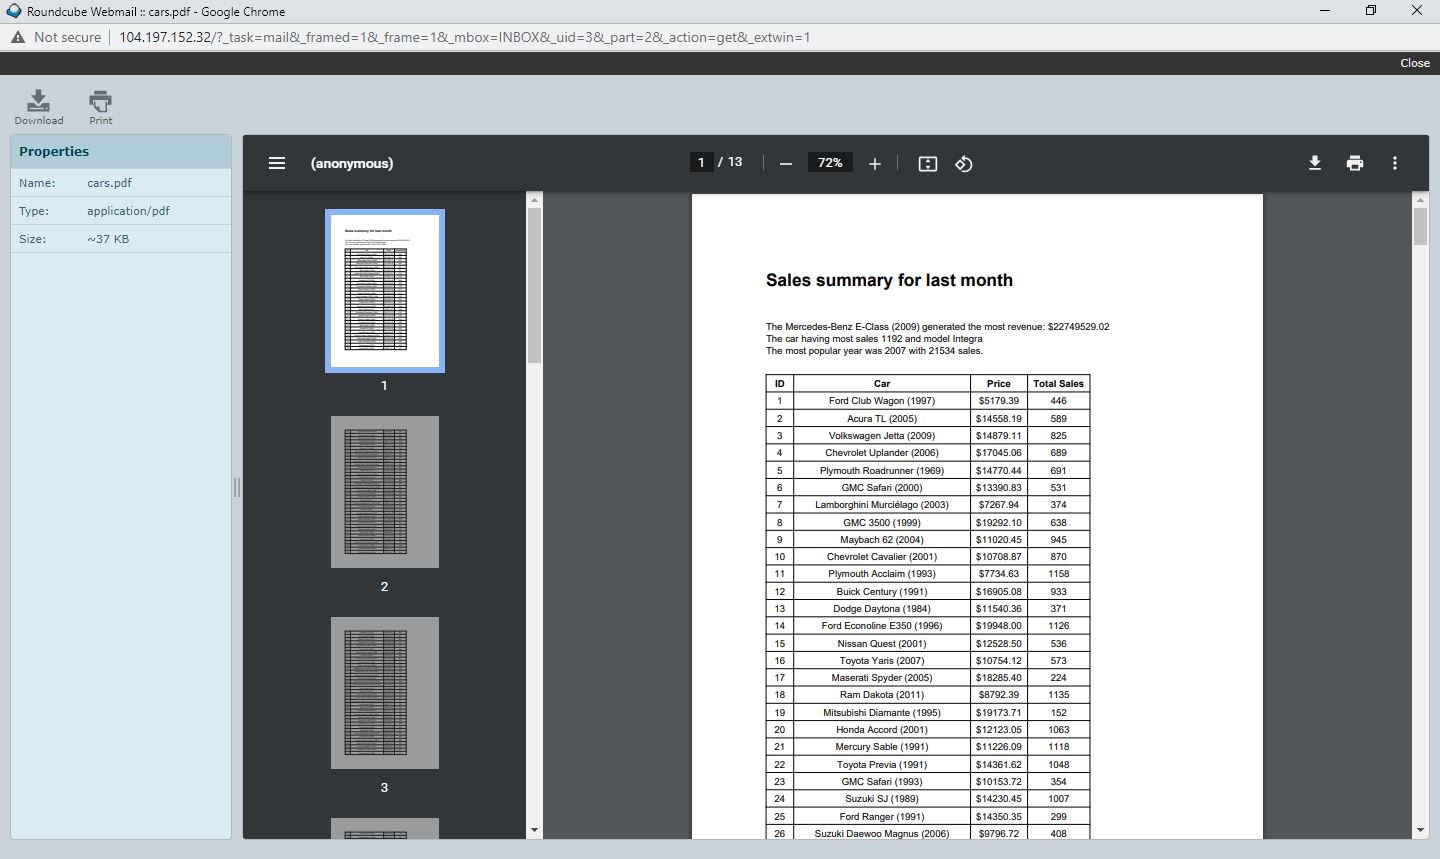 Roundcube Webmail :: cars.pdf - Google Chrome
Not secure
104.197.152.32/?_task=mail&_framed=1&_frame=1&_mbox=INBOX&_uid=3&_part=2&_action=get&_extwin=1
Close
Download
Print
Properties
Name: cars.pdf
Type: application/pdf
Size: ~37 KB
(anonymous)
1 / 13
72%
1
2
3
Sales summary for last month
The Mercedes-Benz E-Class (2009) generated the most revenue: $22749529.02
The car having most sales 1192 and model Integra
The most popular year was 2007 with 21534 sales.
ID Car Price Total Sales
1 Ford Club Wagon (1997) $5179.39 446
2 Acura TL (2005) $14558.19 589
3 Volkswagen Jetta (2009) $14879.11 825
4 Chevrolet Uplander (2006) $17045.06 689
5 Plymouth Roadrunner (1969) $14770.44 691
6 GMC Safari (2000) $13390.83 531
7 Lamborghini Murciélago (2003) $7267.94 374
8 GMC 3500 (1999) $19292.10 638
9 Maybach 62 (2004) $11020.45 945
10 Chevrolet Cavalier (2001) $10708.87 870
11 Plymouth Acclaim (1993) $7734.63 1158
12 Buick Century (1991) $16905.08 933
13 Dodge Daytona (1984) $11540.36 371
14 Ford Econoline E350 (1996) $19948.00 1126
15 Nissan Quest (2001) $12528.50 536
16 Toyota Yaris (2007) $10754.12 573
17 Maserati Spyder (2005) $18285.40 224
18 Ram Dakota (2011) $8792.39 1135
19 Mitsubishi Diamante (1995) $19173.71 152
20 Honda Accord (2001) $12123.05 1063
21 Mercury Sable (1991) $11226.09 1118
22 Toyota Previa (1991) $14361.62 1048
23 GMC Safari (1993) $10153.72 354
24 Suzuki SJ (1989) $14230.45 1007
25 Ford Ranger (1991) $14350.35 299
26 Suzuki Daewoo Magnus (2006) $9796.72 408